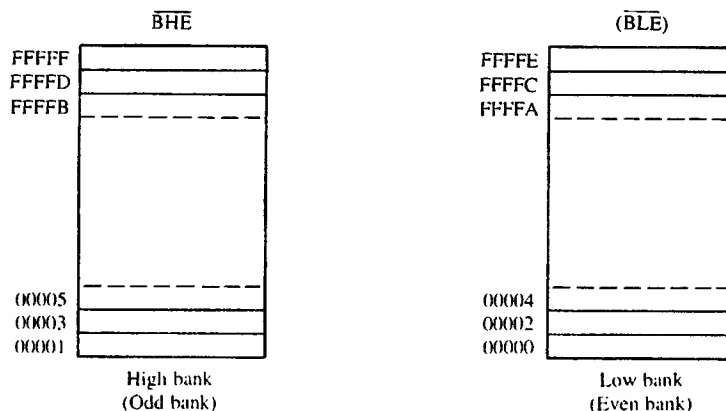 BHE
FFFFF
FFFFD
FFFFB
00005
00003
00001
High bank
(Odd bank)
(BLE)
FFFFE
FFFFC
FFFFA
00004
00002
00000
Low bank
(Even bank)